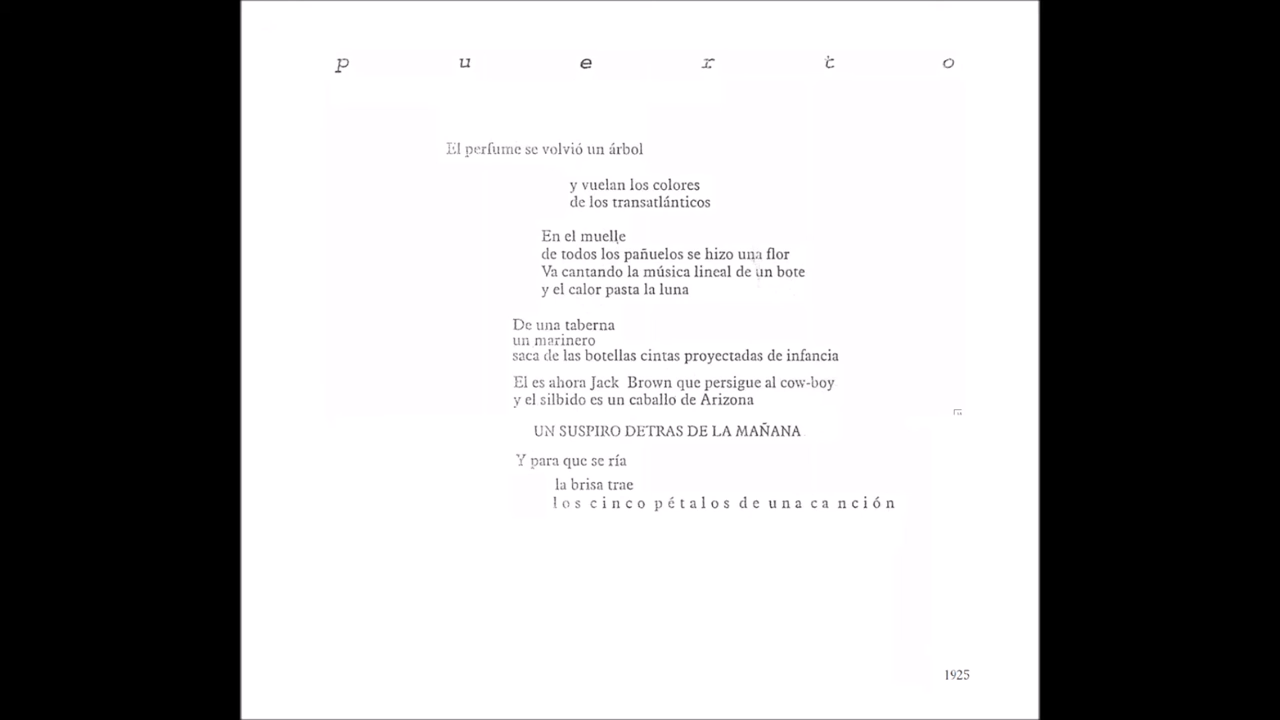 p u e r t o
El perfume se volvió un árbol
y vuelan los colores
de los transatlánticos
En el muelle
de todos los pañuelos se hizo una flor
Va cantando la música lineal de un bote
y el calor pasta la luna
De una taberna
un marinero
saca de las botellas cintas proyectadas de infancia
El es ahora Jack Brown que persigue al cow-boy
y el silbido es un caballo de Arizona
UN SUSPIRO DETRAS DE LA MAÑANA
Y para que se ría
la brisa trae
los cinco pétalos de una canción
1925